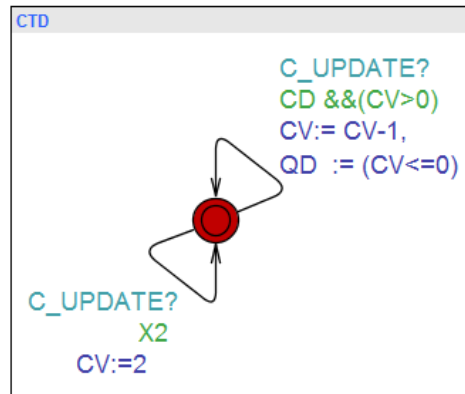 CTD
C_UPDATE?
CD &&(CV>0)
CV:= CV-1,
QD := (CV<=0)
C_UPDATE?
X2
CV:=2